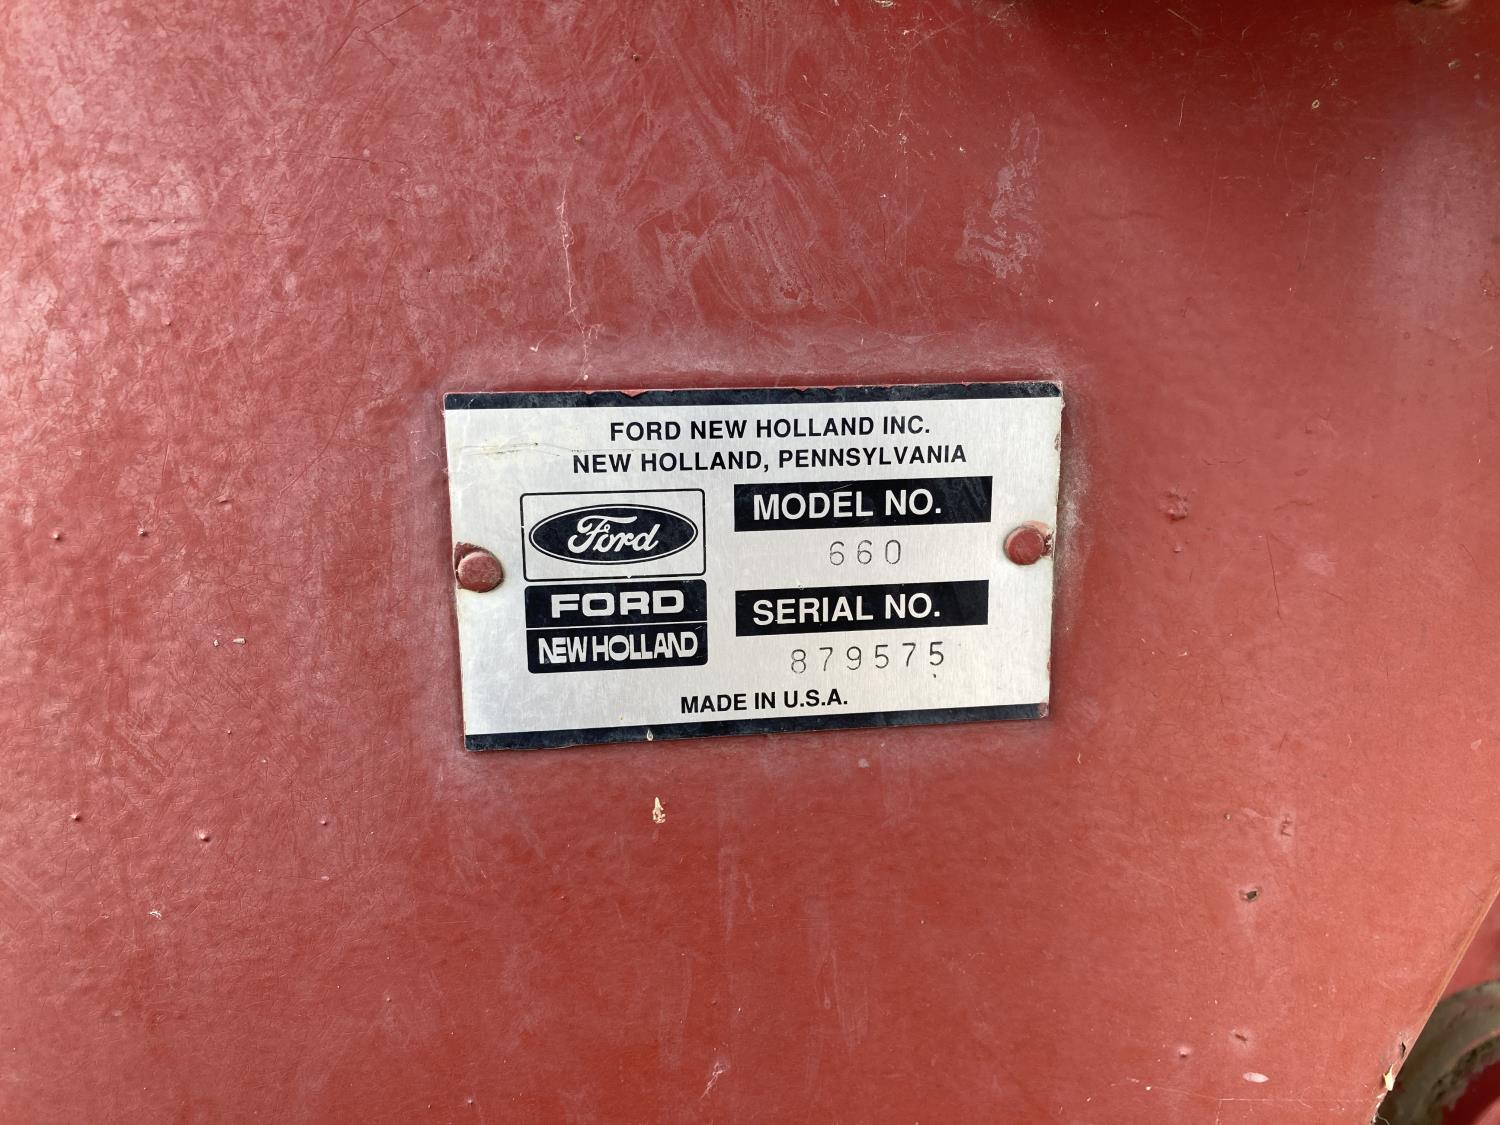 FORD NEW HOLLAND INC.
NEW HOLLAND, PENNSYLVANIA
Ford
FORD
NEW HOLLAND
MODEL NO.
660
SERIAL NO.
879575
MADE IN U.S.A.